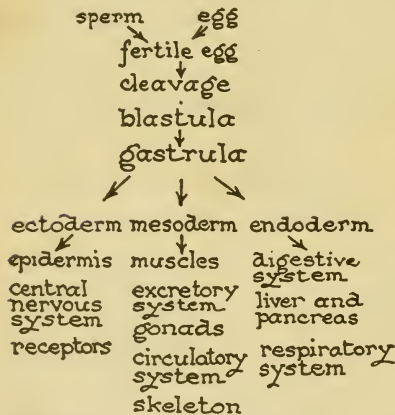 sperm egg
fertile egg
cleavage
blastula
gastrula
ectoderm mesoderm endoderm
epidermis
central
nervous
system
receptors
muscles
excretory
system
gonads
circulatory
system
skeleton
digestive
system
liver and
pancreas
respiratory
system